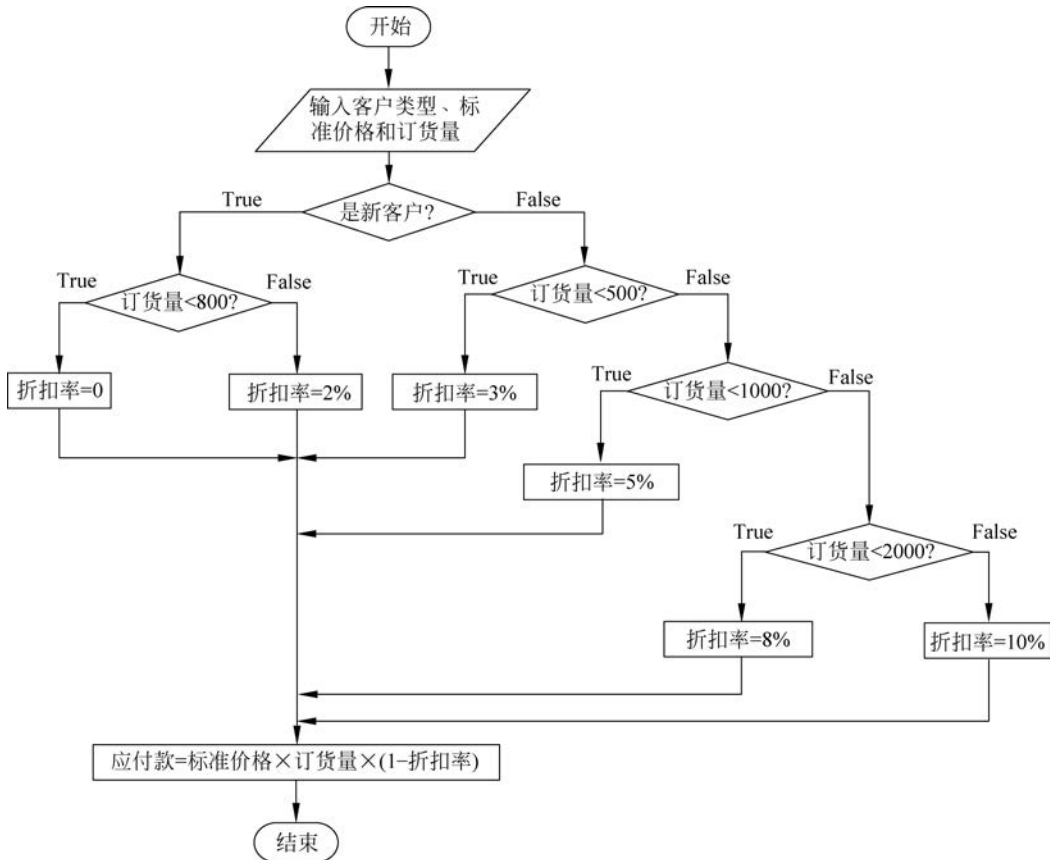 开始
输入客户类型、标
准价格和订货量
是新客户?
True
False
订货量<800?
True
False
订货量<500?
True
False
折扣率=0
折扣率=2%
折扣率=3%
订货量<1000?
True
False
折扣率=5%
订货量<2000?
True
False
折扣率=8%
折扣率=10%
应付款=标准价格×订货量×(1−折扣率)
结束